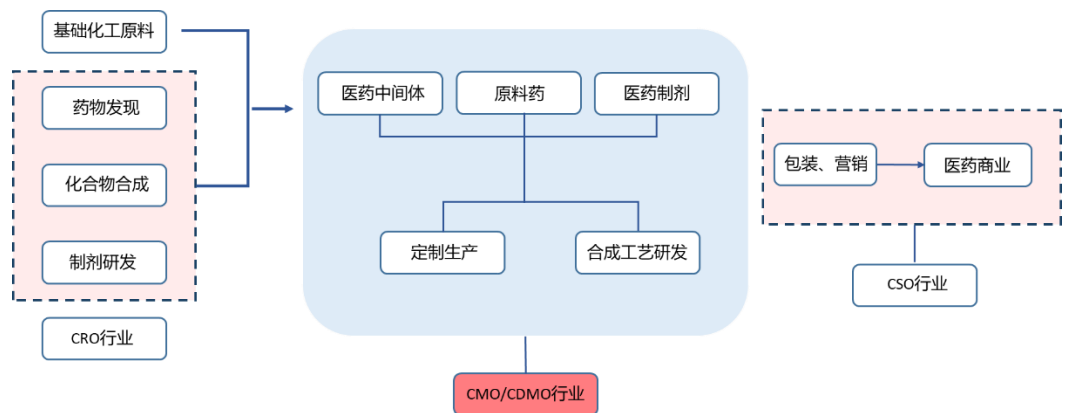 基础化工原料
药物发现
化合物合成
制剂研发
CRO行业
医药中间体
原料药
医药制剂
定制生产
合成工艺研发
CMO/CDMO行业
包装、营销
医药商业
CSO行业